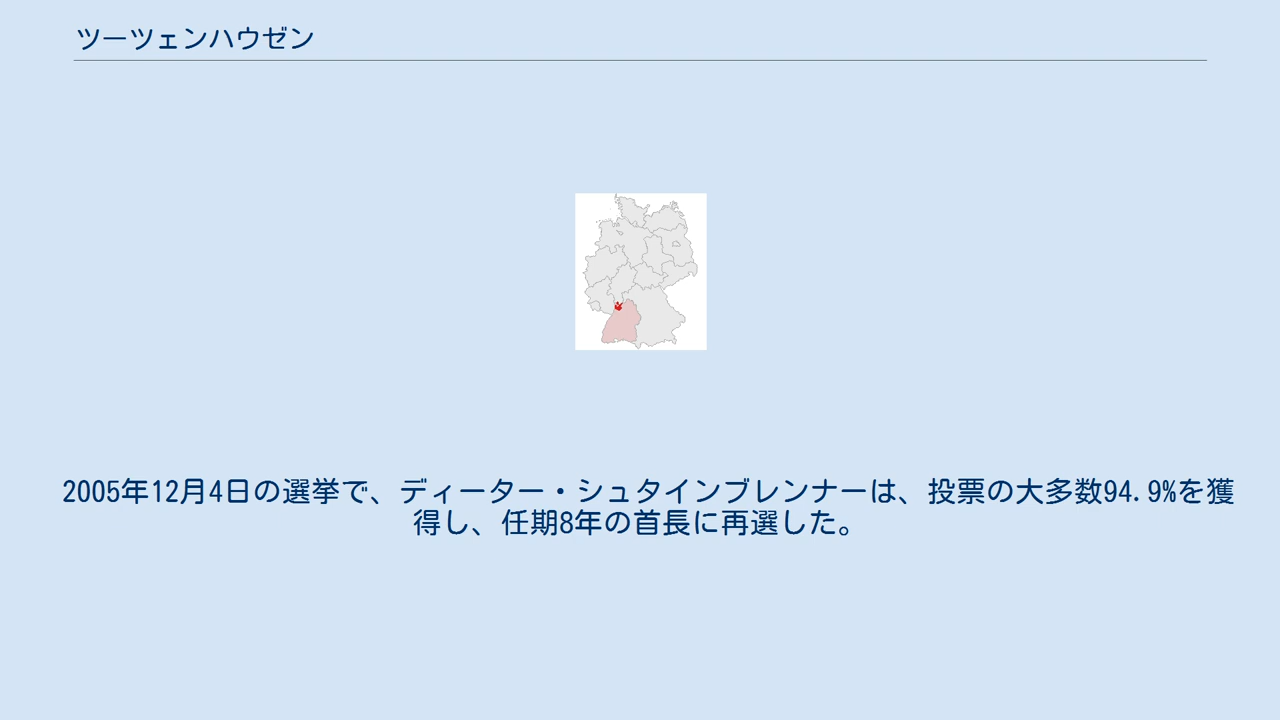 ツーツェンハウゼン
2005年12月4日の選挙で、ディーター・シュタインブレンナーは、投票の大多数94.9%を獲
得し、任期8年の首長に再選した。